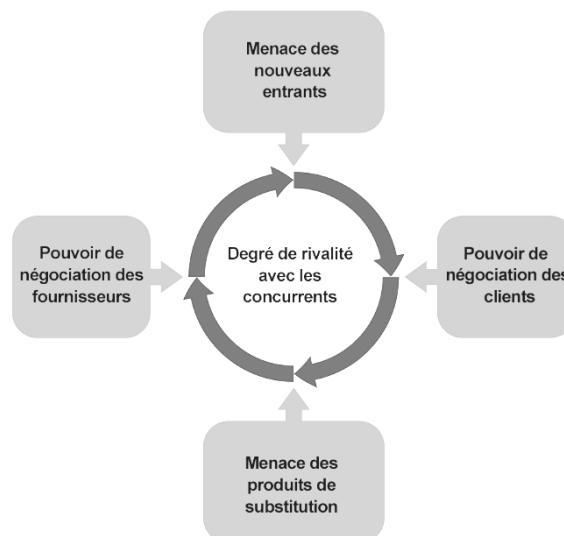 Menace des
nouveaux
entrants
Pouvoir de
négociation des
fournisseurs
Degré de rivalité
avec les
concurrents
Pouvoir de
négociation des
clients
Menace des
produits de
substitution